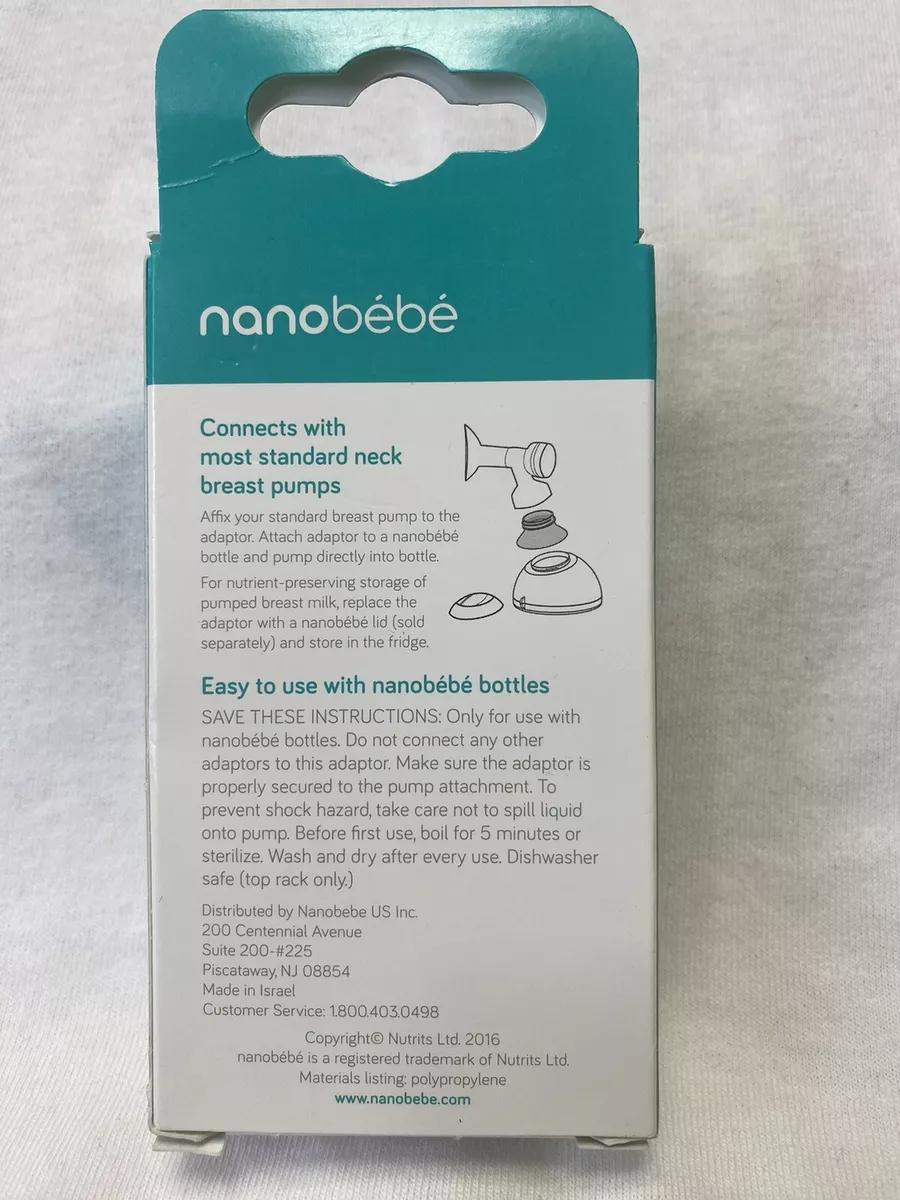 nanobébé
Connects with
most standard neck
breast pumps
Affix your standard breast pump to the
adaptor. Attach adaptor to a nanobébé
bottle and pump directly into bottle.
For nutrient-preserving storage of
pumped breast milk, replace the
adaptor with a nanobébé lid (sold
separately) and store in the fridge.
Easy to use with nanobébé bottles
SAVE THESE INSTRUCTIONS: Only for use with
nanobébé bottles. Do not connect any other
adaptors to this adaptor. Make sure the adaptor is
properly secured to the pump attachment. To
prevent shock hazard, take care not to spill liquid
onto pump. Before first use, boil for 5 minutes or
sterilize. Wash and dry after every use. Dishwasher
safe (top rack only.)
Distributed by Nanobebe US Inc.
200 Centennial Avenue
Suite 200-#225
Piscataway, NJ 08854
Made in Israel
Customer Service: 1.800.403.0498
Copyright© Nutrits Ltd. 2016
nanobébé is a registered trademark of Nutrits Ltd.
Materials listing: polypropylene
www.nanobebe.com